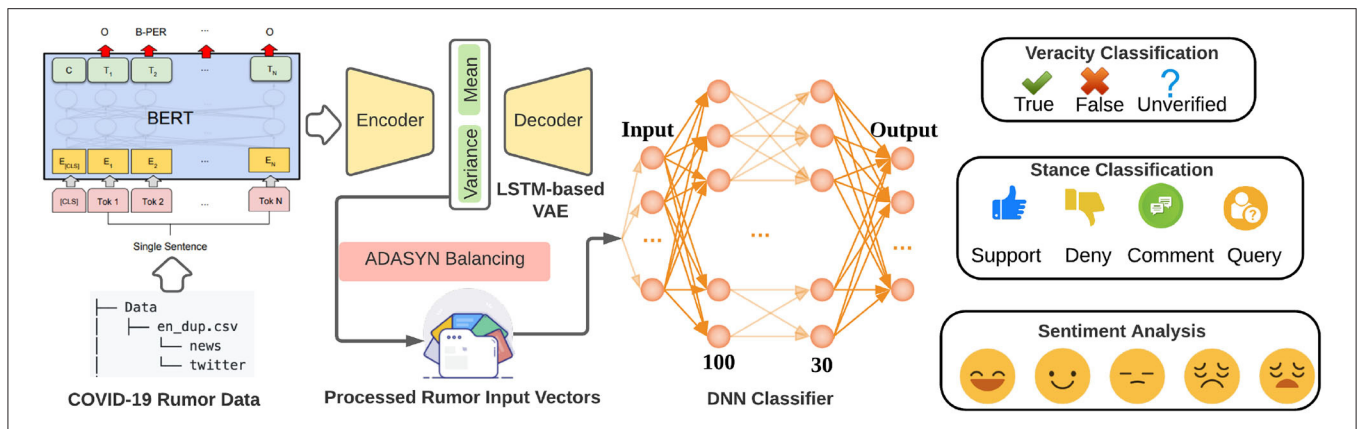 O B-PER ... O
C T1 T2 ... TN
BERT
E[CLS] E1 E2 ... EN
[CLS] Tok 1 Tok 2 ... Tok N
Single Sentence
Data
en_dup.csv
news
twitter
COVID-19 Rumor Data
Encoder
Mean
Variance
Decoder
LSTM-based
VAE
ADASYN Balancing
Processed Rumor Input Vectors
Input
Output
...
...
...
100
30
DNN Classifier
Veracity Classification
True False Unverified
Stance Classification
Support Deny Comment Query
Sentiment Analysis